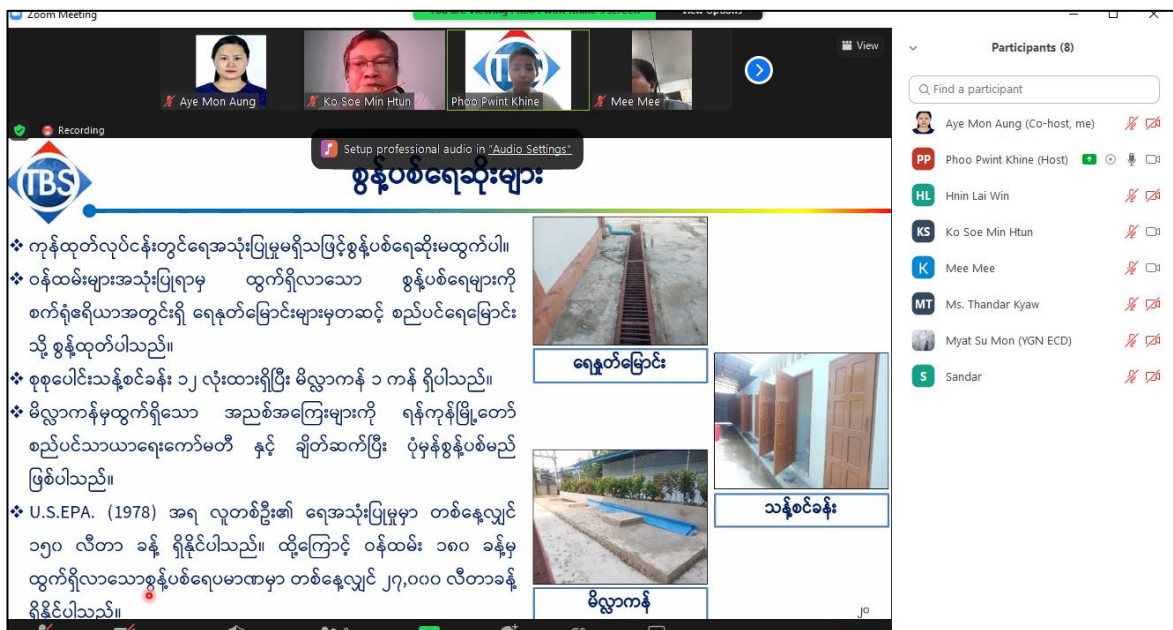 Zoom Meeting
You are viewing Phoo Pwint Khine's screen
View Options
View
Aye Mon Aung
Ko Soe Min Htun
Phoo Pwint Khine
Mee Mee
Recording
Setup professional audio in "Audio Settings"
TBS
စွန့်ပစ်ရေဆိုးများ
❖ ကုန်ထုတ်လုပ်ငန်းတွင်ရေအသုံးပြုမှုမရှိသဖြင့်စွန့်ပစ်ရေဆိုးမထွက်ပါ။
❖ ဝန်ထမ်းများအသုံးပြုရာမှ ထွက်ရှိလာသော စွန့်ပစ်ရေများကို
စက်ရုံဧရိယာအတွင်းရှိ ရေနုတ်မြောင်းများမှတဆင့် စည်ပင်ရေမြောင်း
သို့ စွန့်ထုတ်ပါသည်။
❖ စုစုပေါင်းသန့်စင်ခန်း ၁၂ လုံးထားရှိပြီး မိလ္လာကန် ၁ ကန် ရှိပါသည်။
❖ မိလ္လာကန်မှထွက်ရှိသော အညစ်အကြေးများကို ရန်ကုန်မြို့တော်
စည်ပင်သာယာရေးကော်မတီ နှင့် ချိတ်ဆက်ပြီး ပုံမှန်စွန့်ပစ်မည်
ဖြစ်ပါသည်။
❖ U.S.EPA. (1978) အရ လူတစ်ဦး၏ ရေအသုံးပြုမှုမှာ တစ်နေ့လျှင်
၁၅၀ လီတာ ခန့် ရှိနိုင်ပါသည်။ ထို့ကြောင့် ဝန်ထမ်း ၁၈၀ ခန့်မှ
ထွက်ရှိလာသောစွန့်ပစ်ရေပမာဏမှာ တစ်နေ့လျှင် ၂၇,၀၀၀ လီတာခန့်
ရှိနိုင်ပါသည်။
ရေနှုတ်မြောင်း
သန့်စင်ခန်း
မိလ္လာကန်
၂၀
Participants (8)
Find a participant
Aye Mon Aung (Co-host, me)
PP Phoo Pwint Khine (Host)
HL Hnin Lai Win
KS Ko Soe Min Htun
K Mee Mee
MT Ms. Thandar Kyaw
Myat Su Mon (YGN ECD)
S Sandar